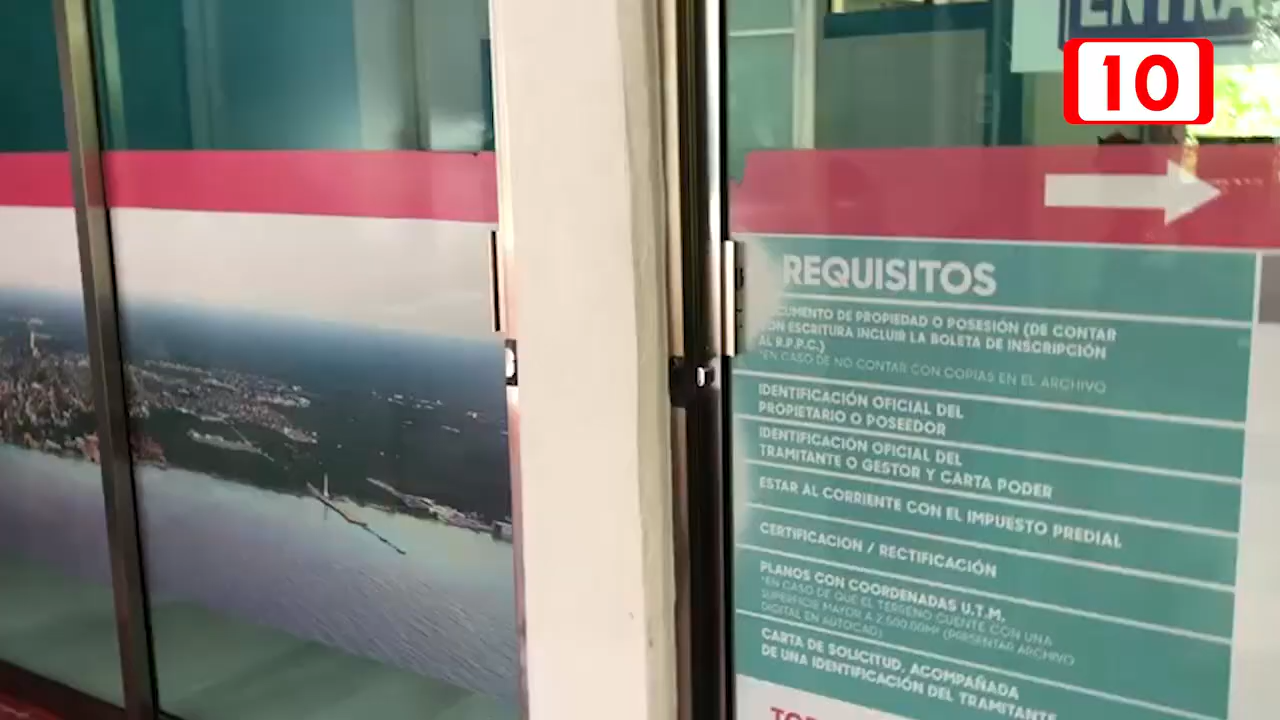 ENTRA
10
REQUISITOS
DOCUMENTO DE PROPIEDAD O POSESIÓN (DE CONTAR
CON ESCRITURA INCLUIR LA BOLETA DE INSCRIPCIÓN
AL R.P.P.C.)
*EN CASO DE NO CONTAR CON COPIAS EN EL ARCHIVO
IDENTIFICACIÓN OFICIAL DEL
PROPIETARIO O POSEEDOR
IDENTIFICACIÓN OFICIAL DEL
TRAMITANTE O GESTOR Y CARTA PODER
ESTAR AL CORRIENTE CON EL IMPUESTO PREDIAL
CERTIFICACION / RECTIFICACIÓN
PLANOS CON COORDENADAS U.T.M.
*EN CASO DE QUE EL TERRENO CUENTE CON UNA
SUPERFICIE MAYOR A 2,500.00M² (PRESENTAR ARCHIVO
DIGITAL EN AUTOCAD)
CARTA DE SOLICITUD, ACOMPAÑADA
DE UNA IDENTIFICACIÓN DEL TRAMITANTE